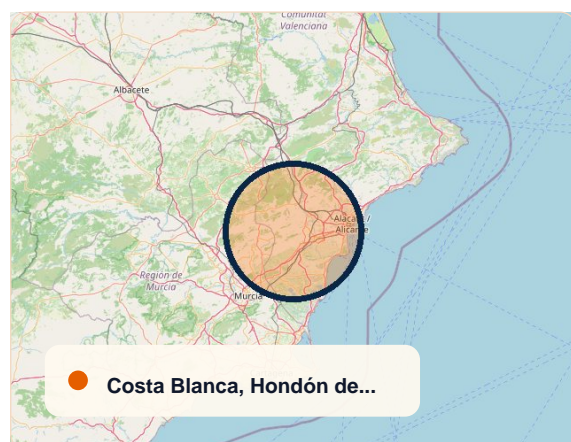 Comunitat
Valenciana
Albacete
Alacant /
Alicante
Región de
Murcia
Murcia
Costa Blanca, Hondón de...